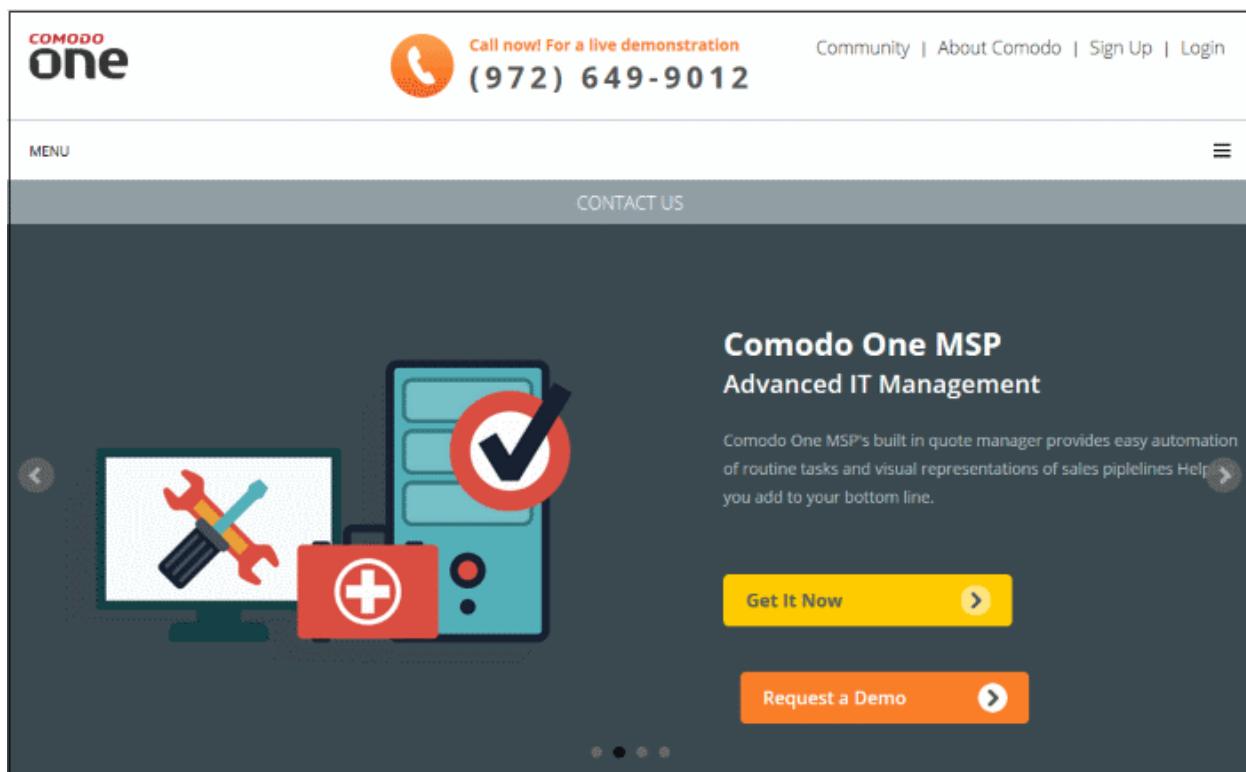 COMODO
one
Call now! For a live demonstration
(972) 649-9012
Community | About Comodo | Sign Up | Login
MENU
CONTACT US
Comodo One MSP
Advanced IT Management
Comodo One MSP's built in quote manager provides easy automation
of routine tasks and visual representations of sales piplelines Help
you add to your bottom line.
Get It Now
Request a Demo